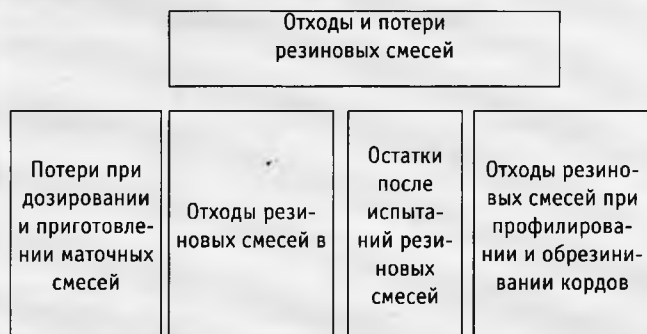 Отходы и потери
резиновых смесей
Потери при
дозировании
и приготовле-
нии маточных
смесей
Отходы рези-
новых смесей в
Остатки
после
испыта-
ний рези-
новых
смесей
Отходы резино-
вых смесей при
профилирова-
нии и обрезини-
вании кордов